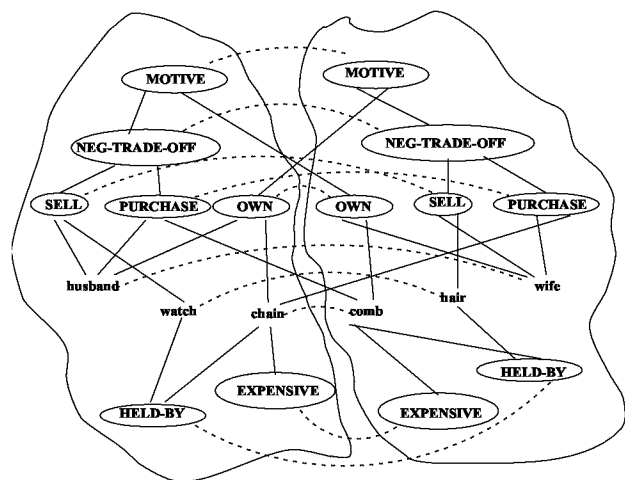 MOTIVE
MOTIVE
NEG-TRADE-OFF
NEG-TRADE-OFF
SELL
PURCHASE
OWN
OWN
SELL
PURCHASE
husband
wife
watch
chain
comb
hair
HELD-BY
EXPENSIVE
EXPENSIVE
HELD-BY